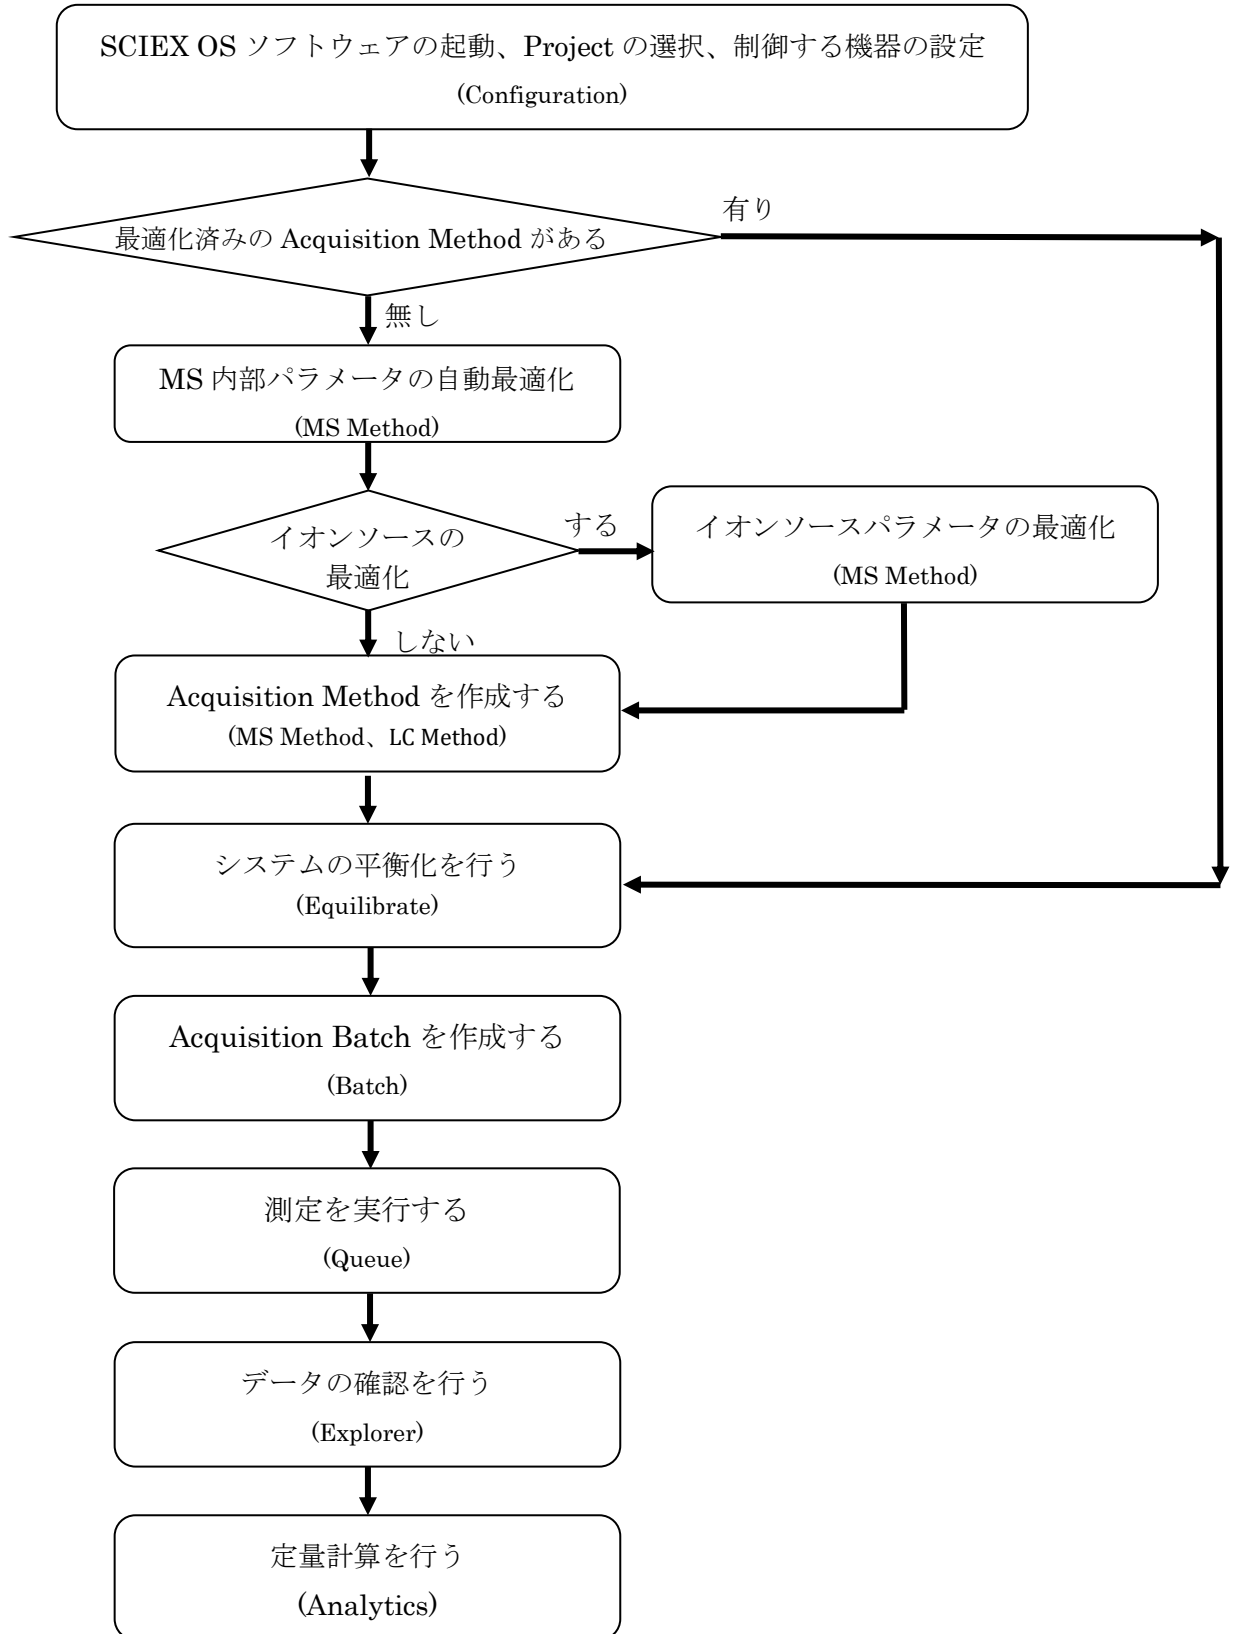 SCIEX OS ソフトウェアの起動、Project の選択、制御する機器の設定
(Configuration)
最適化済みの Acquisition Method がある
有り
無し
MS 内部パラメータの自動最適化
(MS Method)
イオンソースの
最適化
する
イオンソースパラメータの最適化
(MS Method)
しない
Acquisition Method を作成する
(MS Method、LC Method)
システムの平衡化を行う
(Equilibrate)
Acquisition Batch を作成する
(Batch)
測定を実行する
(Queue)
データの確認を行う
(Explorer)
定量計算を行う
(Analytics)